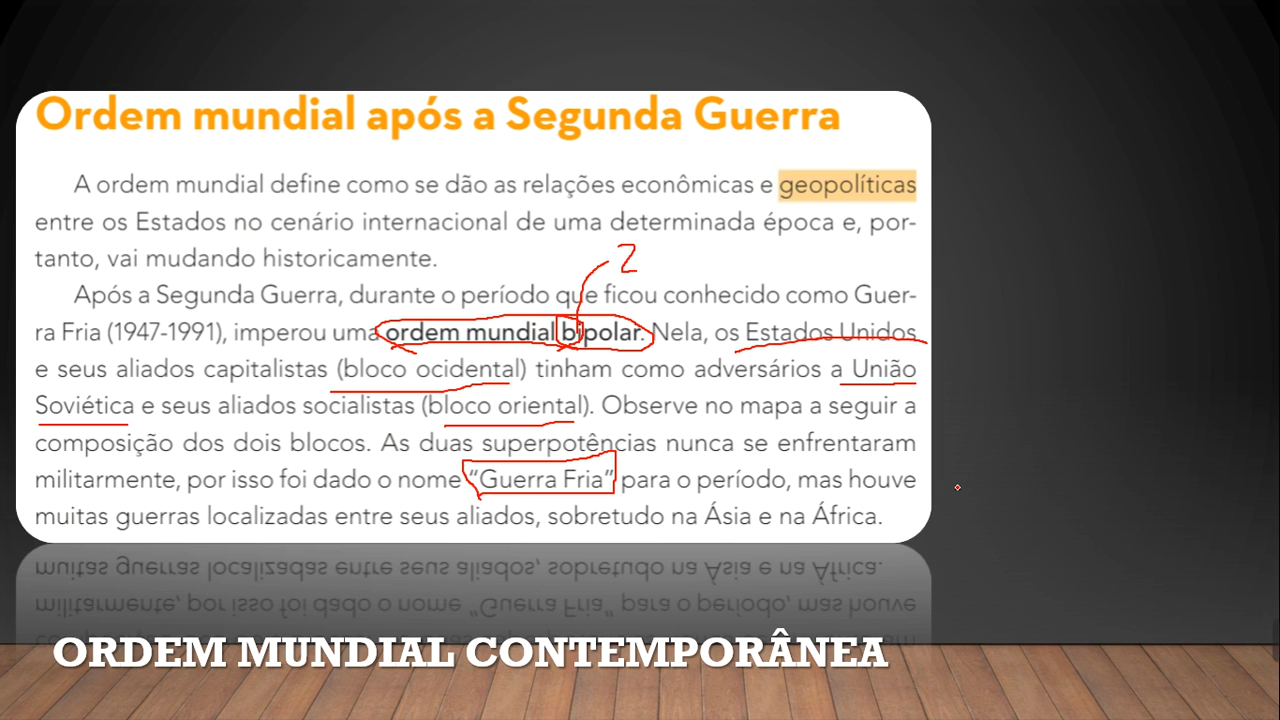 Ordem mundial após a Segunda Guerra
A ordem mundial define como se dão as relações econômicas e geopolíticas
entre os Estados no cenário internacional de uma determinada época e, por-
tanto, vai mudando historicamente.
2
Após a Segunda Guerra, durante o período que ficou conhecido como Guer-
ra Fria (1947-1991), imperou uma ordem mundial bipolar. Nela, os Estados Unidos
e seus aliados capitalistas (bloco ocidental) tinham como adversários a União
Soviética e seus aliados socialistas (bloco oriental). Observe no mapa a seguir a
composição dos dois blocos. As duas superpotências nunca se enfrentaram
militarmente, por isso foi dado o nome “Guerra Fria” para o período, mas houve
muitas guerras localizadas entre seus aliados, sobretudo na Ásia e na África.
ORDEM MUNDIAL CONTEMPORÂNEA